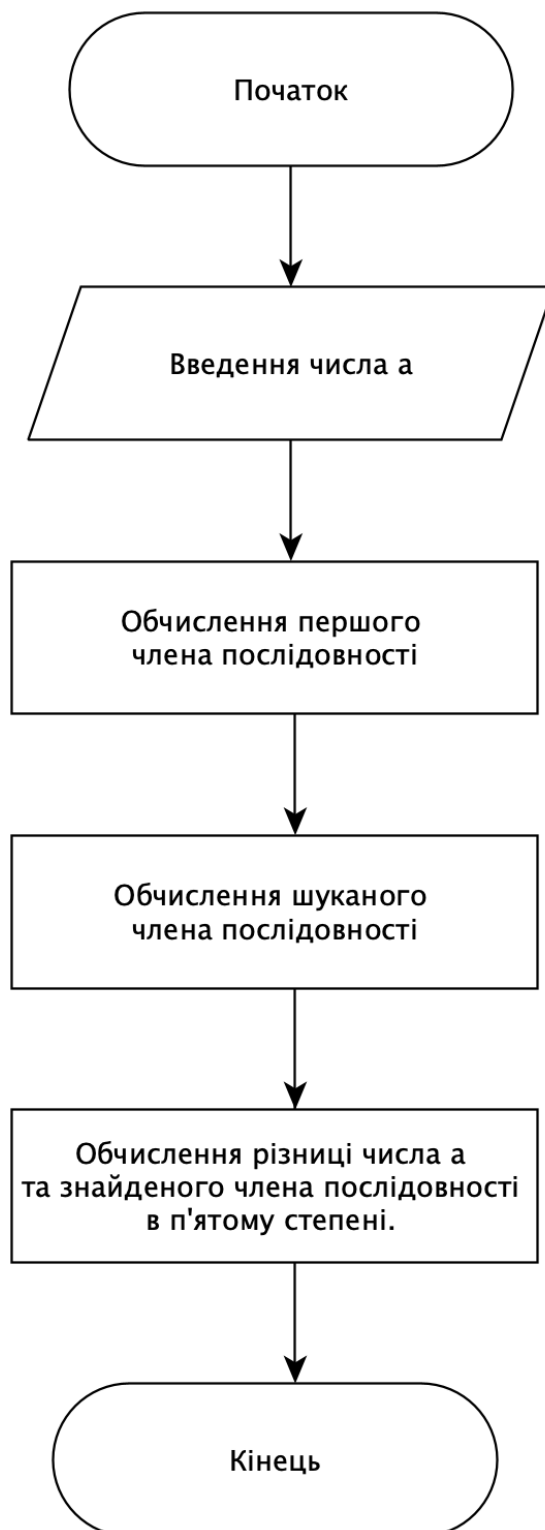 Початок
Введення числа а
Обчислення першого
члена послідовності
Обчислення шуканого
члена послідовності
Обчислення різниці числа а
та знайденого члена послідовності
в п'ятому степені.
Кінець